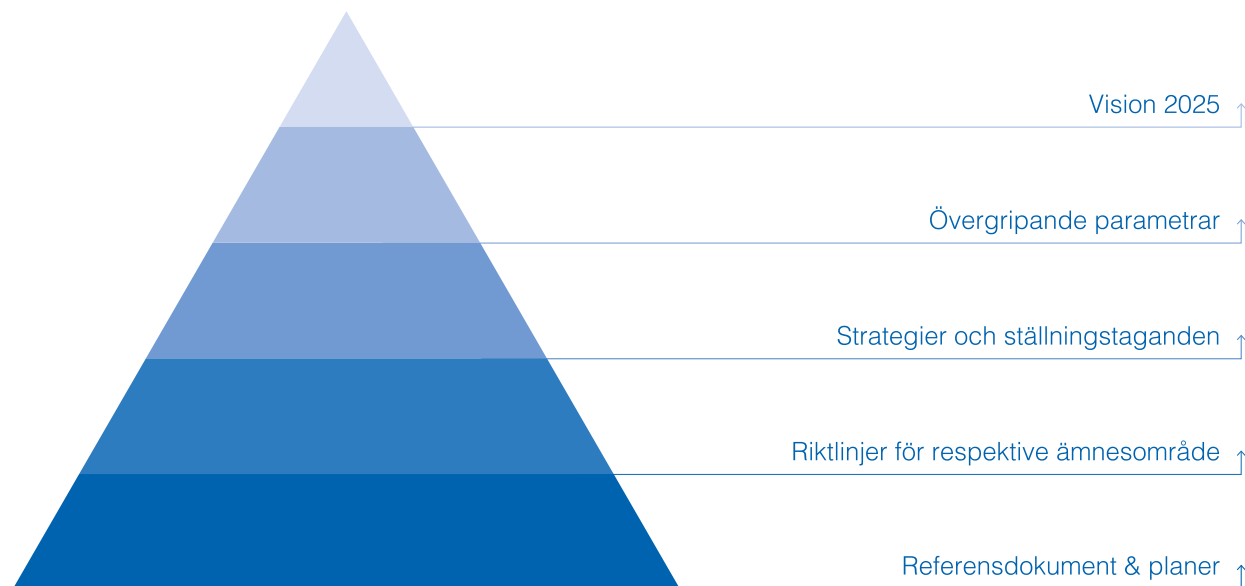 Vision 2025
Övergripande parametrar
Strategier och ställningstaganden
Riktlinjer för respektive ämnesområde
Referensdokument & planer